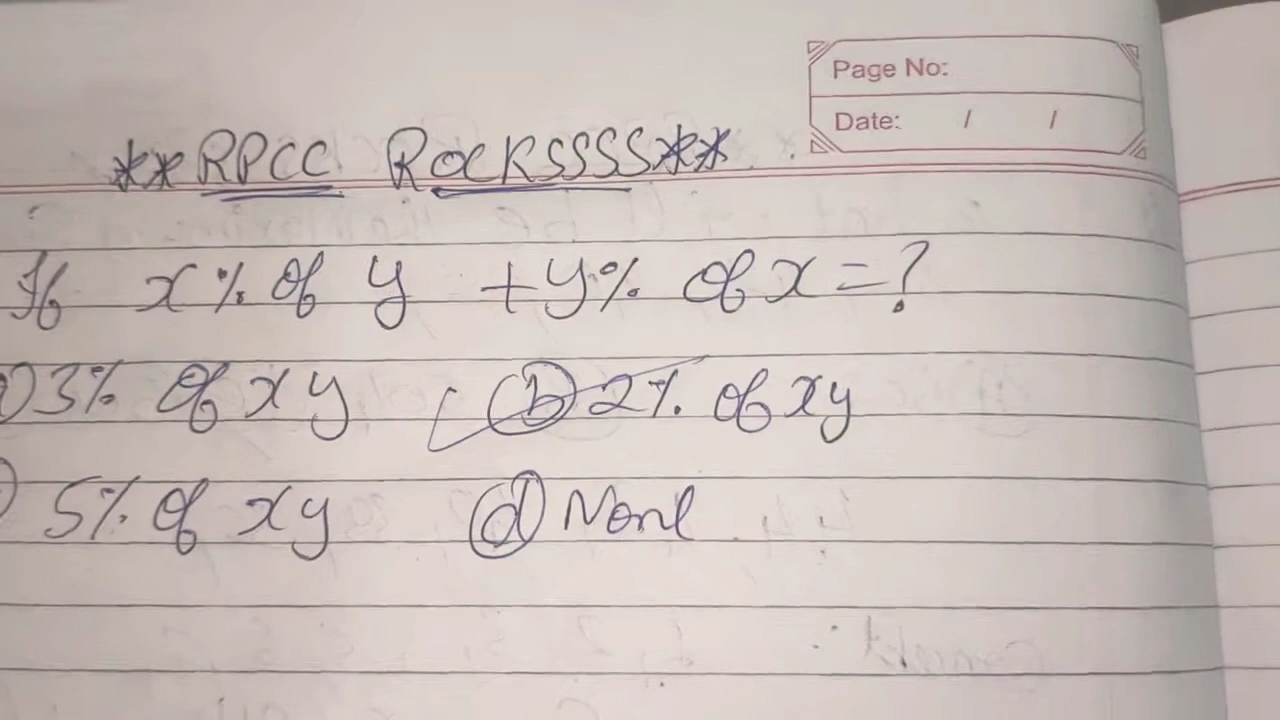 Page No:
Date: / /
**RPCC ROCKSSSS**
If x% of y + y% of x = ?
3% of xy (b) 2% of xy
5% of xy (d) None